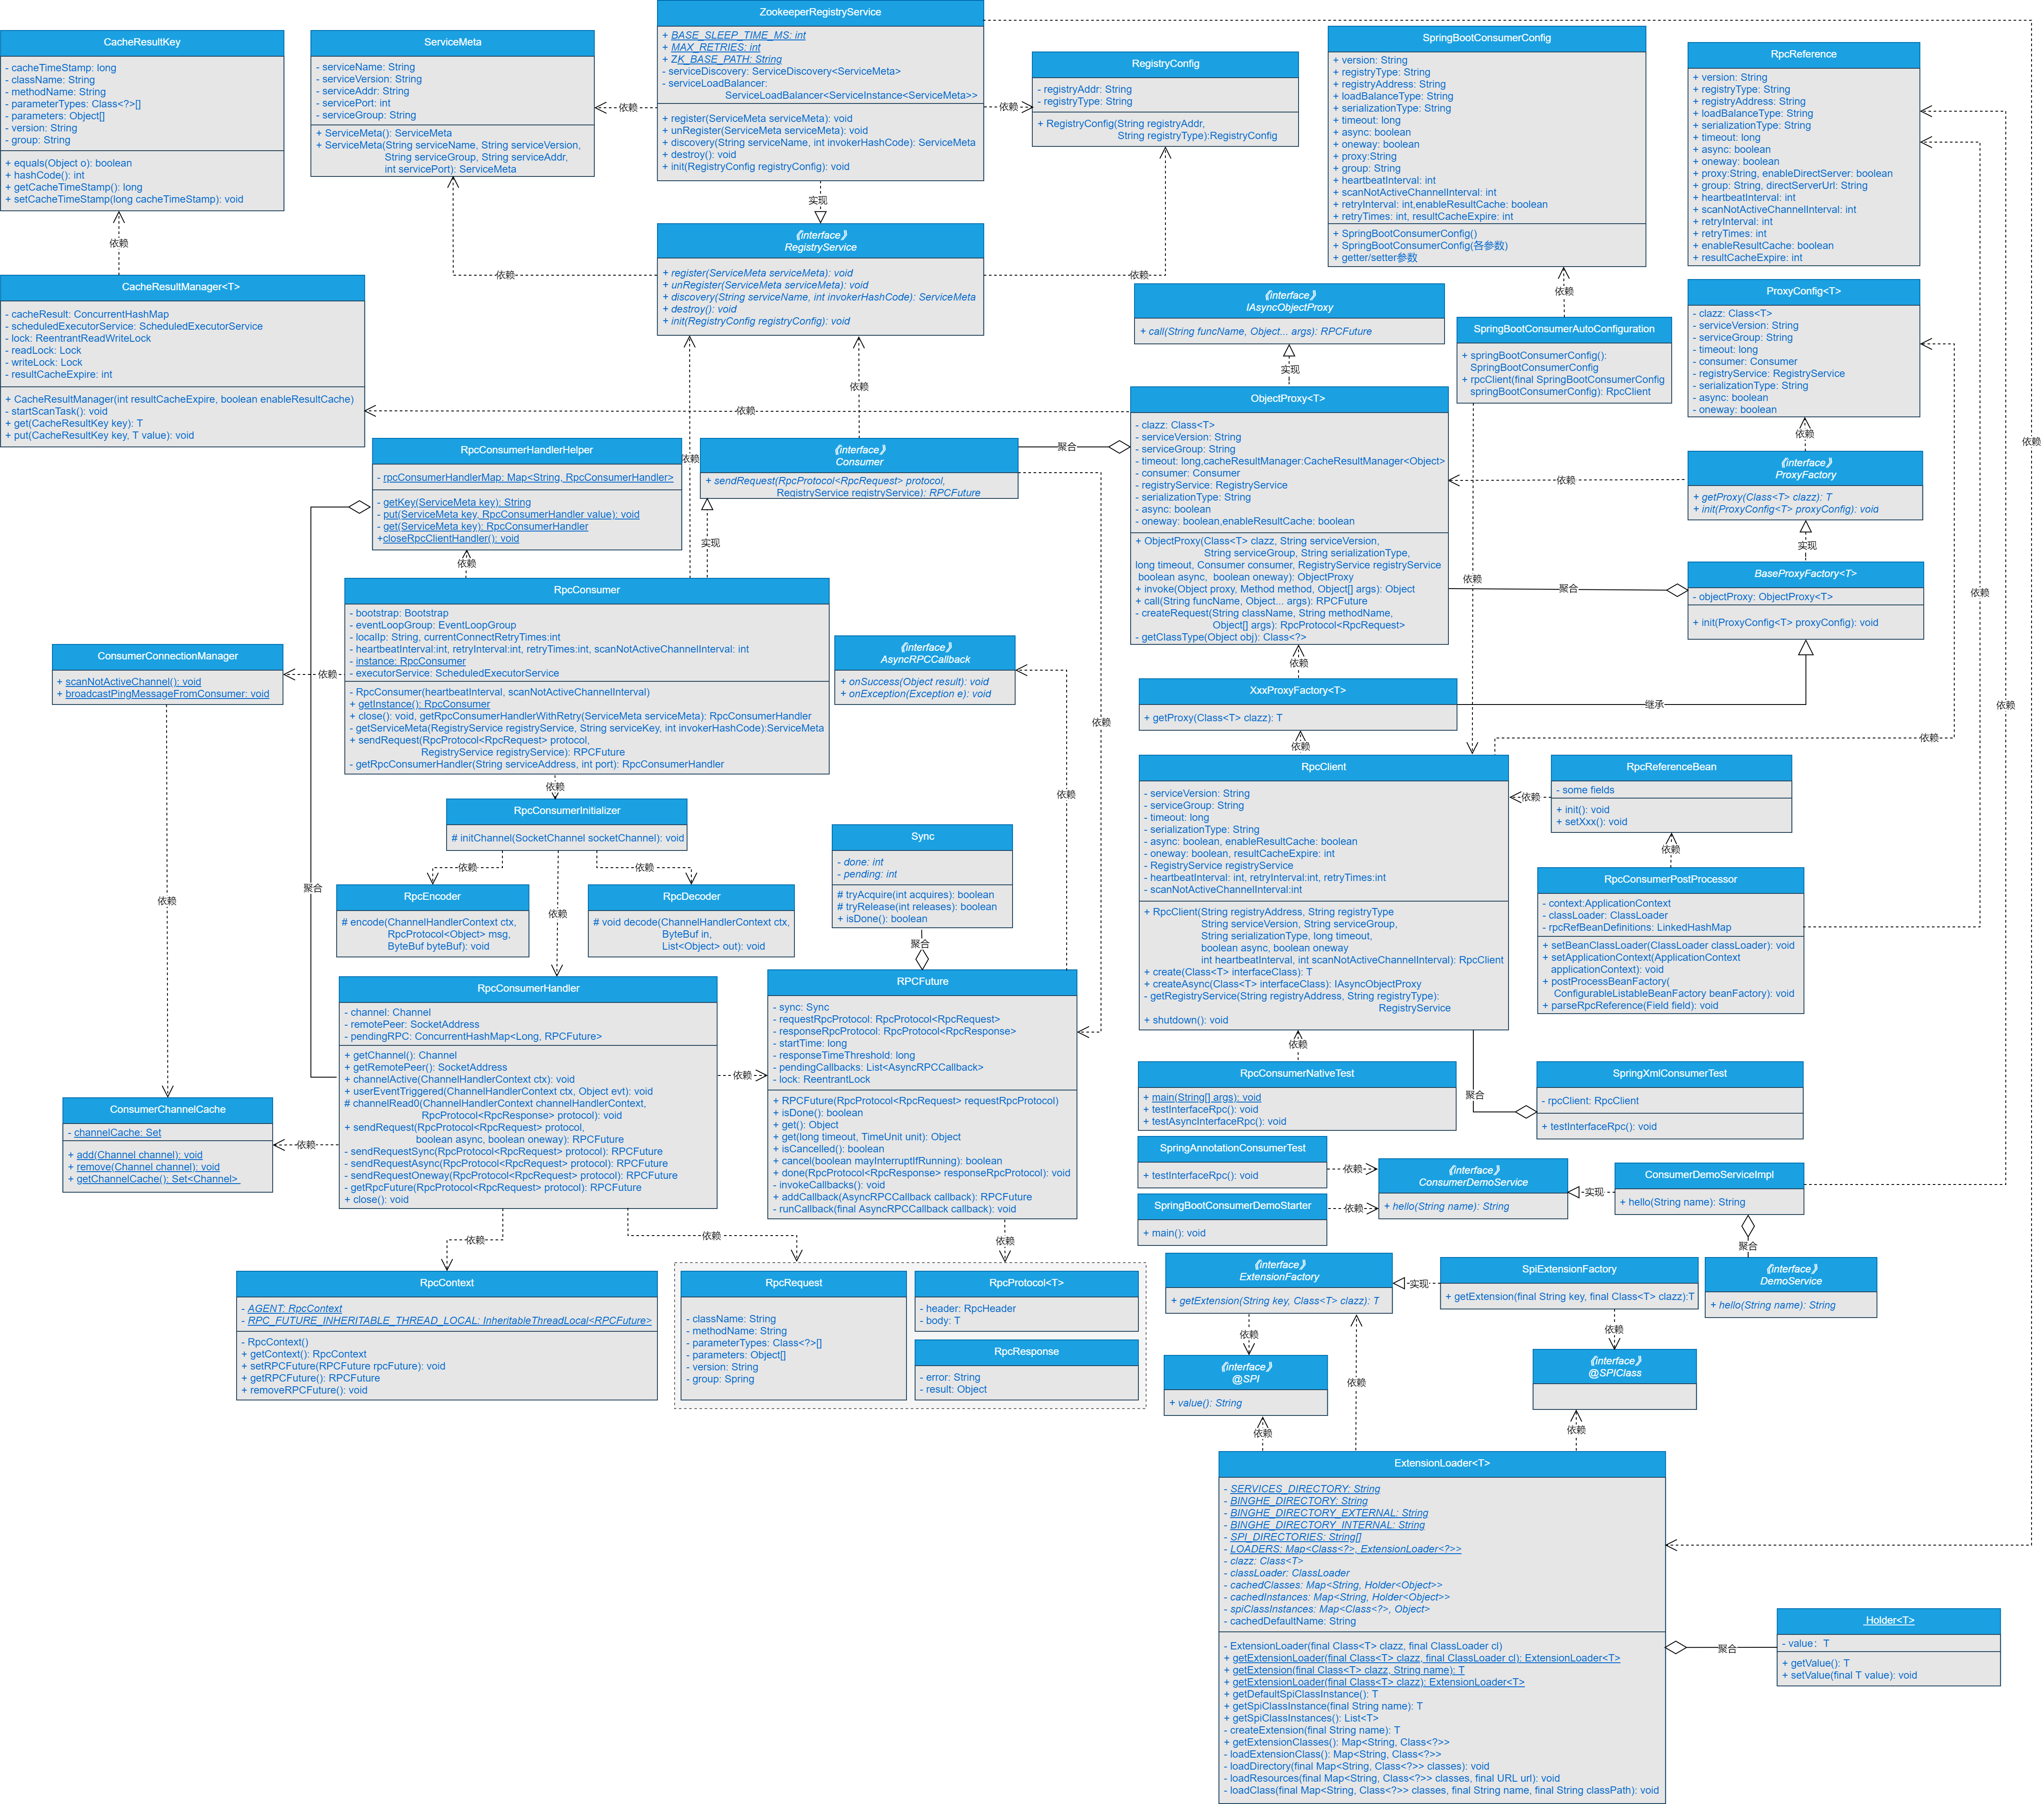 ZookeeperRegistryService
+ BASE_SLEEP_TIME_MS: int
+ MAX_RETRIES: int
+ ZK_BASE_PATH: String
- serviceDiscovery: ServiceDiscovery<ServiceMeta>
- serviceLoadBalancer:
ServiceLoadBalancer<ServiceInstance<ServiceMeta>>
+ register(ServiceMeta serviceMeta): void
+ unRegister(ServiceMeta serviceMeta): void
+ discovery(String serviceName, int invokerHashCode): ServiceMeta
+ destroy(): void
+ init(RegistryConfig registryConfig): void
CacheResultKey
- cacheTimeStamp: long
- className: String
- methodName: String
- parameterTypes: Class<?>[]
- parameters: Object[]
- version: String
- group: String
+ equals(Object o): boolean
+ hashCode(): int
+ getCacheTimeStamp(): long
+ setCacheTimeStamp(long cacheTimeStamp): void
依赖
ServiceMeta
- serviceName: String
- serviceVersion: String
- serviceAddr: String
- servicePort: int
- serviceGroup: String
+ ServiceMeta(): ServiceMeta
+ ServiceMeta(String serviceName, String serviceVersion,
String serviceGroup, String serviceAddr,
int servicePort): ServiceMeta
依赖
依赖
RegistryConfig
- registryAddr: String
- registryType: String
+ RegistryConfig(String registryAddr,
String registryType):RegistryConfig
SpringBootConsumerConfig
+ version: String
+ registryType: String
+ registryAddress: String
+ loadBalanceType: String
+ serializationType: String
+ timeout: long
+ async: boolean
+ oneway: boolean
+ proxy:String
+ group: String
+ heartbeatInterval: int
+ scanNotActiveChannelInterval: int
+ retryInterval: int,enableResultCache: boolean
+ retryTimes: int, resultCacheExpire: int
+ SpringBootConsumerConfig()
+ SpringBootConsumerConfig(各参数)
+ getter/setter参数
依赖
RpcReference
+ version: String
+ registryType: String
+ registryAddress: String
+ loadBalanceType: String
+ serializationType: String
+ timeout: long
+ async: boolean
+ oneway: boolean
+ proxy:String, enableDirectServer: boolean
+ group: String, directServerUrl: String
+ heartbeatInterval: int
+ scanNotActiveChannelInterval: int
+ retryInterval: int
+ retryTimes: int
+ enableResultCache: boolean
+ resultCacheExpire: int
实现
《interface》
RegistryService
+ register(ServiceMeta serviceMeta): void
+ unRegister(ServiceMeta serviceMeta): void
+ discovery(String serviceName, int invokerHashCode): ServiceMeta
+ destroy(): void
+ init(RegistryConfig registryConfig): void
依赖
依赖
CacheResultManager<T>
- cacheResult: ConcurrentHashMap
- scheduledExecutorService: ScheduledExecutorService
- lock: ReentrantReadWriteLock
- readLock: Lock
- writeLock: Lock
- resultCacheExpire: int
+ CacheResultManager(int resultCacheExpire, boolean enableResultCache)
- startScanTask(): void
+ get(CacheResultKey key): T
+ put(CacheResultKey key, T value): void
《interface》
IAsyncObjectProxy
+ call(String funcName, Object... args): RPCFuture
实现
SpringBootConsumerAutoConfiguration
+ springBootConsumerConfig():
SpringBootConsumerConfig
+ rpcClient(final SpringBootConsumerConfig
springBootConsumerConfig): RpcClient
ProxyConfig<T>
- clazz: Class<T>
- serviceVersion: String
- serviceGroup: String
- timeout: long
- consumer: Consumer
- registryService: RegistryService
- serializationType: String
- async: boolean
- oneway: boolean
依赖
依赖
依赖
依赖
依赖
ObjectProxy<T>
- clazz: Class<T>
- serviceVersion: String
- serviceGroup: String
- timeout: long,cacheResultManager:CacheResultManager<Object>
- consumer: Consumer
- registryService: RegistryService
- serializationType: String
- async: boolean
- oneway: boolean,enableResultCache: boolean
+ ObjectProxy(Class<T> clazz, String serviceVersion,
String serviceGroup, String serializationType,
long timeout, Consumer consumer, RegistryService registryService
boolean async, boolean oneway): ObjectProxy
+ invoke(Object proxy, Method method, Object[] args): Object
+ call(String funcName, Object... args): RPCFuture
- createRequest(String className, String methodName,
Object[] args): RpcProtocol<RpcRequest>
- getClassType(Object obj): Class<?>
RpcConsumerHandlerHelper
- rpcConsumerHandlerMap: Map<String, RpcConsumerHandler>
- getKey(ServiceMeta key): String
- put(ServiceMeta key, RpcConsumerHandler value): void
- get(ServiceMeta key): RpcConsumerHandler
+closeRpcClientHandler(): void
《interface》
Consumer
+ sendRequest(RpcProtocol<RpcRequest> protocol,
RegistryService registryService): RPCFuture
聚合
《interface》
ProxyFactory
+ getProxy(Class<T> clazz): T
+ init(ProxyConfig<T> proxyConfig): void
依赖
实现
实现
依赖
依赖
依赖
聚合
BaseProxyFactory<T>
- objectProxy: ObjectProxy<T>
+ init(ProxyConfig<T> proxyConfig): void
RpcConsumer
- bootstrap: Bootstrap
- eventLoopGroup: EventLoopGroup
- localIp: String, currentConnectRetryTimes:int
- heartbeatInterval:int, retryInterval:int, retryTimes:int, scanNotActiveChannelInterval: int
- instance: RpcConsumer
- executorService: ScheduledExecutorService
- RpcConsumer(heartbeatInterval, scanNotActiveChannelInterval)
+ getInstance(): RpcConsumer
+ close(): void, getRpcConsumerHandlerWithRetry(ServiceMeta serviceMeta): RpcConsumerHandler
- getServiceMeta(RegistryService registryService, String serviceKey, int invokerHashCode):ServiceMeta
+ sendRequest(RpcProtocol<RpcRequest> protocol,
RegistryService registryService): RPCFuture
- getRpcConsumerHandler(String serviceAddress, int port): RpcConsumerHandler
ConsumerConnectionManager
+ scanNotActiveChannel(): void
+ broadcastPingMessageFromConsumer: void
依赖
《interface》
AsyncRPCCallback
+ onSuccess(Object result): void
+ onException(Exception e): void
依赖
XxxProxyFactory<T>
+ getProxy(Class<T> clazz): T
继承
依赖
依赖
依赖
依赖
依赖
RpcClient
- serviceVersion: String
- serviceGroup: String
- timeout: long
- serializationType: String
- async: boolean, enableResultCache: boolean
- oneway: boolean, resultCacheExpire: int
- RegistryService registryService
- heartbeatInterval: int, retryInterval:int, retryTimes:int
- scanNotActiveChannelInterval:int
+ RpcClient(String registryAddress, String registryType
String serviceVersion, String serviceGroup,
String serializationType, long timeout,
boolean async, boolean oneway
int heartbeatInterval, int scanNotActiveChannelInterval): RpcClient
+ create(Class<T> interfaceClass): T
+ createAsync(Class<T> interfaceClass): IAsyncObjectProxy
- getRegistryService(String registryAddress, String registryType):
RegistryService
+ shutdown(): void
RpcReferenceBean
- some fields
+ init(): void
+ setXxx(): void
依赖
依赖
RpcConsumerPostProcessor
- context:ApplicationContext
- classLoader: ClassLoader
- rpcRefBeanDefinitions: LinkedHashMap
+ setBeanClassLoader(ClassLoader classLoader): void
+ setApplicationContext(ApplicationContext
applicationContext): void
+ postProcessBeanFactory(
ConfigurableListableBeanFactory beanFactory): void
+ parseRpcReference(Field field): void
依赖
RpcConsumerInitializer
# initChannel(SocketChannel socketChannel): void
依赖
依赖
依赖
RpcEncoder
# encode(ChannelHandlerContext ctx,
RpcProtocol<Object> msg,
ByteBuf byteBuf): void
RpcDecoder
# void decode(ChannelHandlerContext ctx,
ByteBuf in,
List<Object> out): void
Sync
- done: int
- pending: int
# tryAcquire(int acquires): boolean
# tryRelease(int releases): boolean
+ isDone(): boolean
聚合
聚合
依赖
RpcConsumerHandler
- channel: Channel
- remotePeer: SocketAddress
- pendingRPC: ConcurrentHashMap<Long, RPCFuture>
+ getChannel(): Channel
+ getRemotePeer(): SocketAddress
+ channelActive(ChannelHandlerContext ctx): void
+ userEventTriggered(ChannelHandlerContext ctx, Object evt): void
# channelRead0(ChannelHandlerContext channelHandlerContext,
RpcProtocol<RpcResponse> protocol): void
+ sendRequest(RpcProtocol<RpcRequest> protocol,
boolean async, boolean oneway): RPCFuture
- sendRequestSync(RpcProtocol<RpcRequest> protocol): RPCFuture
- sendRequestAsync(RpcProtocol<RpcRequest> protocol): RPCFuture
- sendRequestOneway(RpcProtocol<RpcRequest> protocol): RPCFuture
- getRpcFuture(RpcProtocol<RpcRequest> protocol): RPCFuture
+ close(): void
依赖
RPCFuture
- sync: Sync
- requestRpcProtocol: RpcProtocol<RpcRequest>
- responseRpcProtocol: RpcProtocol<RpcResponse>
- startTime: long
- responseTimeThreshold: long
- pendingCallbacks: List<AsyncRPCCallback>
- lock: ReentrantLock
+ RPCFuture(RpcProtocol<RpcRequest> requestRpcProtocol)
+ isDone(): boolean
+ get(): Object
+ get(long timeout, TimeUnit unit): Object
+ isCancelled(): boolean
+ cancel(boolean mayInterruptIfRunning): boolean
+ done(RpcProtocol<RpcResponse> responseRpcProtocol): void
- invokeCallbacks(): void
+ addCallback(AsyncRPCCallback callback): RPCFuture
- runCallback(final AsyncRPCCallback callback): void
依赖
RpcConsumerNativeTest
+ main(String[] args): void
+ testInterfaceRpc(): void
+ testAsyncInterfaceRpc(): void
聚合
SpringXmlConsumerTest
- rpcClient: RpcClient
+ testInterfaceRpc(): void
ConsumerChannelCache
- channelCache: Set
+ add(Channel channel): void
+ remove(Channel channel): void
+ getChannelCache(): Set<Channel>
依赖
SpringAnnotationConsumerTest
+ testInterfaceRpc(): void
依赖
《interface》
ConsumerDemoService
+ hello(String name): String
实现
ConsumerDemoServiceImpl
+ hello(String name): String
SpringBootConsumerDemoStarter
+ main(): void
依赖
聚合
依赖
依赖
依赖
RpcContext
- AGENT: RpcContext
- RPC_FUTURE_INHERITABLE_THREAD_LOCAL: InheritableThreadLocal<RPCFuture>
- RpcContext()
+ getContext(): RpcContext
+ setRPCFuture(RPCFuture rpcFuture): void
+ getRPCFuture(): RPCFuture
+ removeRPCFuture(): void
RpcRequest
- className: String
- methodName: String
- parameterTypes: Class<?>[]
- parameters: Object[]
- version: String
- group: Spring
RpcProtocol<T>
- header: RpcHeader
- body: T
RpcResponse
- error: String
- result: Object
《interface》
ExtensionFactory
+ getExtension(String key, Class<T> clazz): T
实现
SpiExtensionFactory
+ getExtension(final String key, final Class<T> clazz):T
《interface》
DemoService
+ hello(String name): String
依赖
依赖
《interface》
@SPI
+ value(): String
依赖
《interface》
@SPIClass
依赖
依赖
ExtensionLoader<T>
- SERVICES_DIRECTORY: String
- BINGHE_DIRECTORY: String
- BINGHE_DIRECTORY_EXTERNAL: String
- BINGHE_DIRECTORY_INTERNAL: String
- SPI_DIRECTORIES: String[]
- LOADERS: Map<Class<?>, ExtensionLoader<?>>
- clazz: Class<T>
- classLoader: ClassLoader
- cachedClasses: Map<String, Holder<Object>>
- cachedInstances: Map<String, Holder<Object>>
- spiClassInstances: Map<Class<?>, Object>
- cachedDefaultName: String
- ExtensionLoader(final Class<T> clazz, final ClassLoader cl)
+ getExtensionLoader(final Class<T> clazz, final ClassLoader cl): ExtensionLoader<T>
+ getExtension(final Class<T> clazz, String name): T
+ getExtensionLoader(final Class<T> clazz): ExtensionLoader<T>
+ getDefaultSpiClassInstance(): T
+ getSpiClassInstance(final String name): T
+ getSpiClassInstances(): List<T>
- createExtension(final String name): T
+ getExtensionClasses(): Map<String, Class<?>>
- loadExtensionClass(): Map<String, Class<?>>
- loadDirectory(final Map<String, Class<?>> classes): void
- loadResources(final Map<String, Class<?>> classes, final URL url): void
- loadClass(final Map<String, Class<?>> classes, final String name, final String classPath): void
聚合
Holder<T>
- value: T
+ getValue(): T
+ setValue(final T value): void